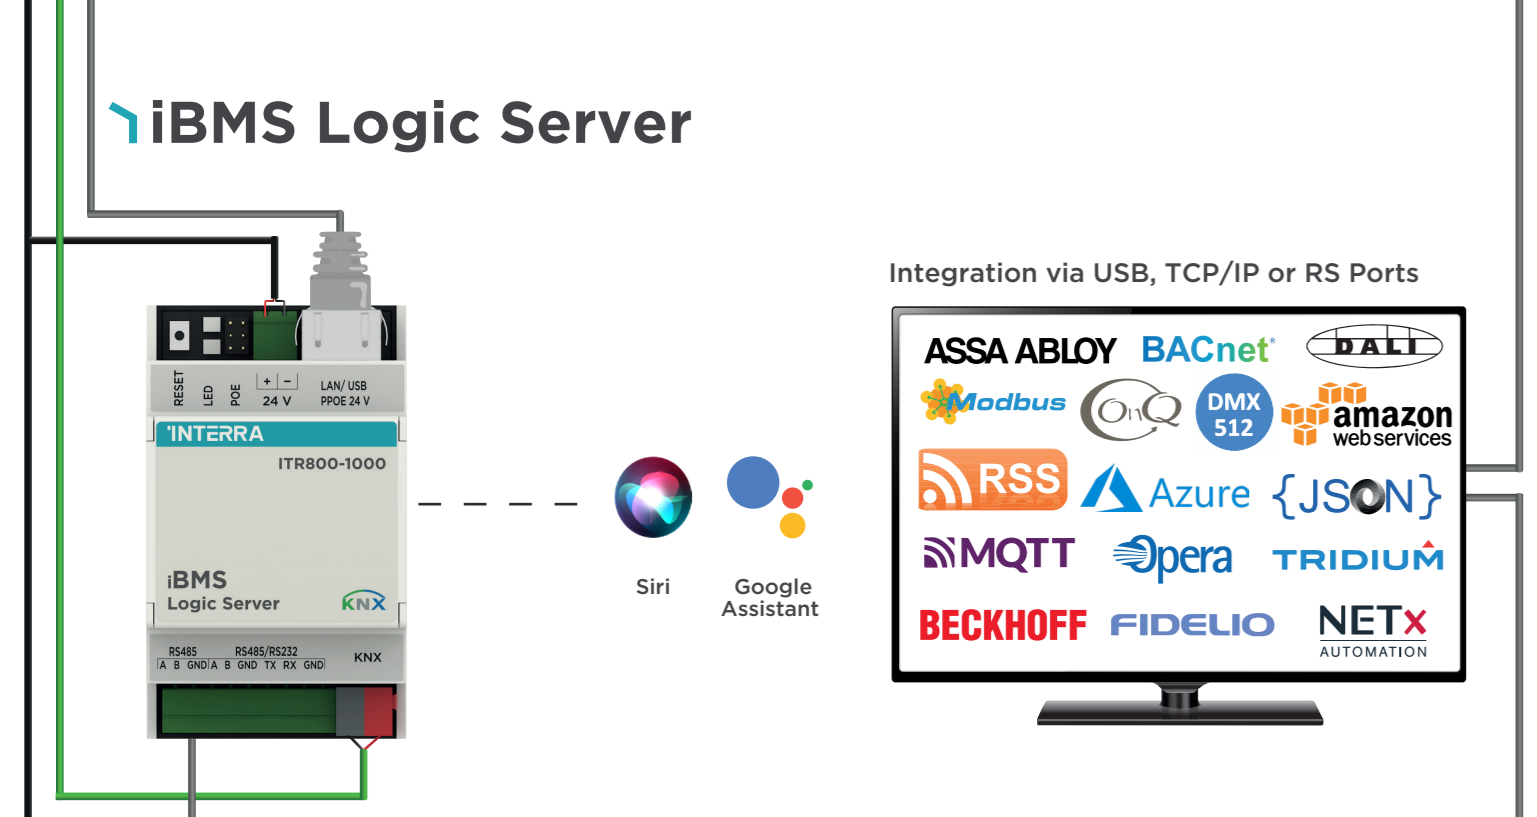 iBMS Logic Server
Integration via USB, TCP/IP or RS Ports
RESET
LED
POE
+ -
24 V
LAN/ USB
PPOE 24 V
INTERRA
ITR800-1000
iBMS
Logic Server
KNX
RS485 RS485/RS232
A B GND A B GND TX RX GND
KNX
Siri
Google
Assistant
ASSA ABLOY BACnet® DALI
Modbus OnQ DMX
512
amazon
webservices
RSS Azure {JSON}
MQTT Opera TRIDIUM
BECKHOFF FIDELIO NETx
AUTOMATION